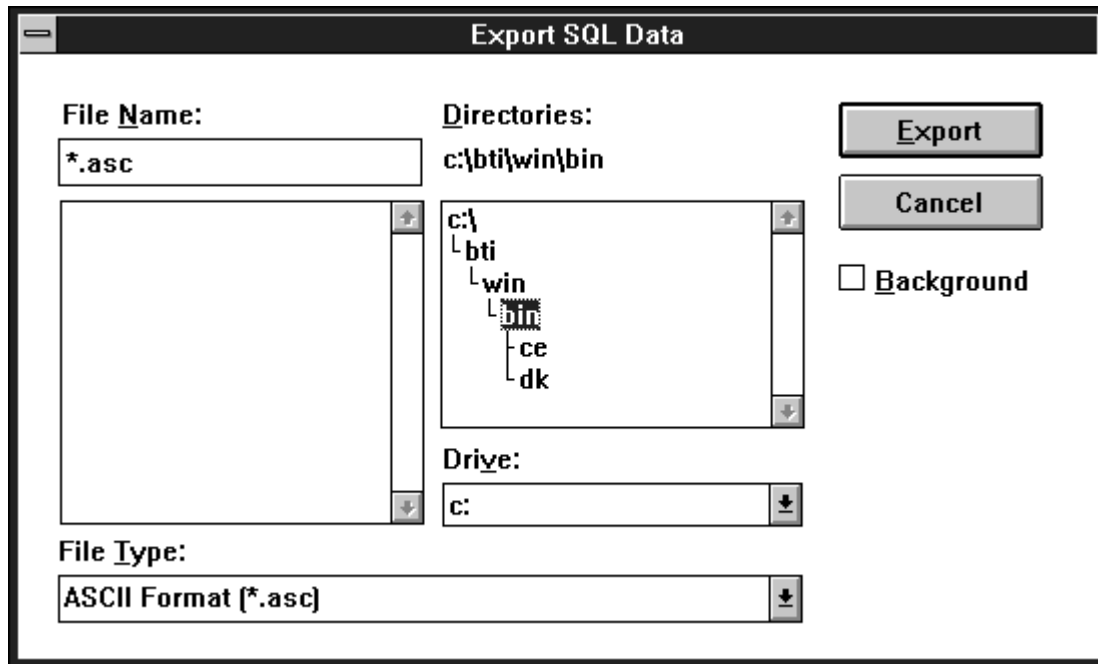 Export SQL Data
File Name:
*.asc
Directories:
c:\bti\win\bin
c:\
bti
win
bin
ce
dk
Drive:
c:
File Type:
ASCII Format (*.asc)
Export
Cancel
Background